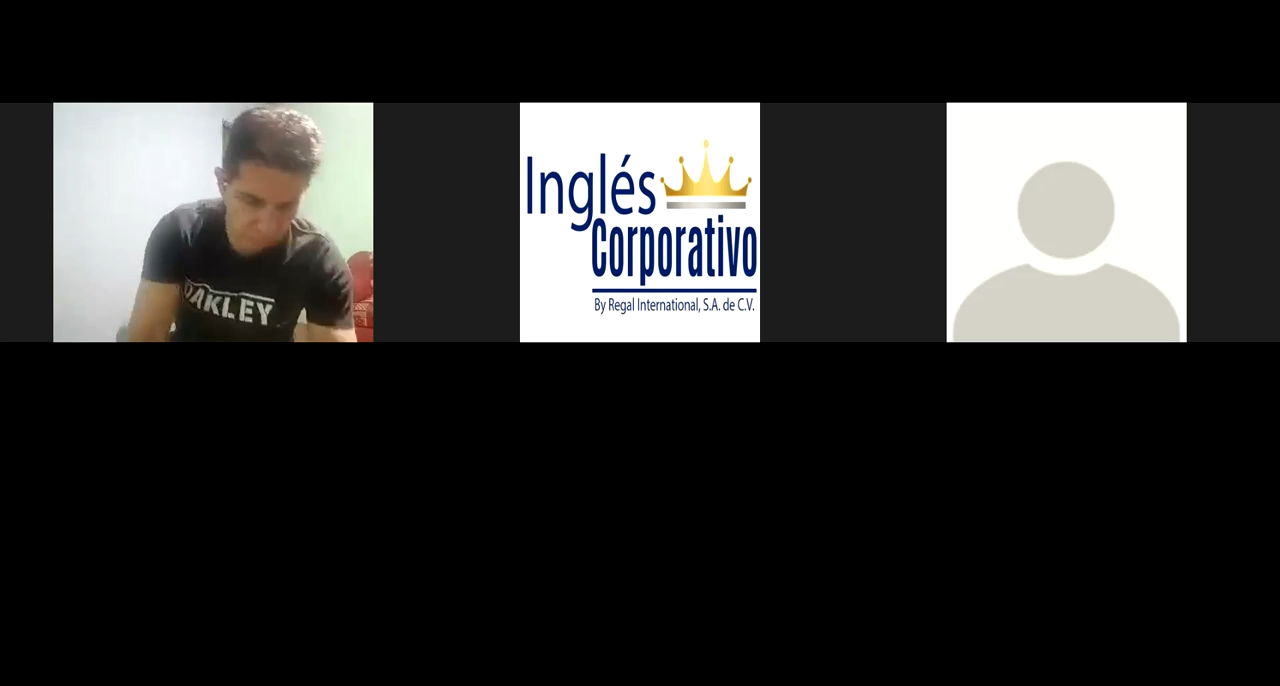 OAKLEY
Inglés
Corporativo
By Regal International, S.A. de C.V.